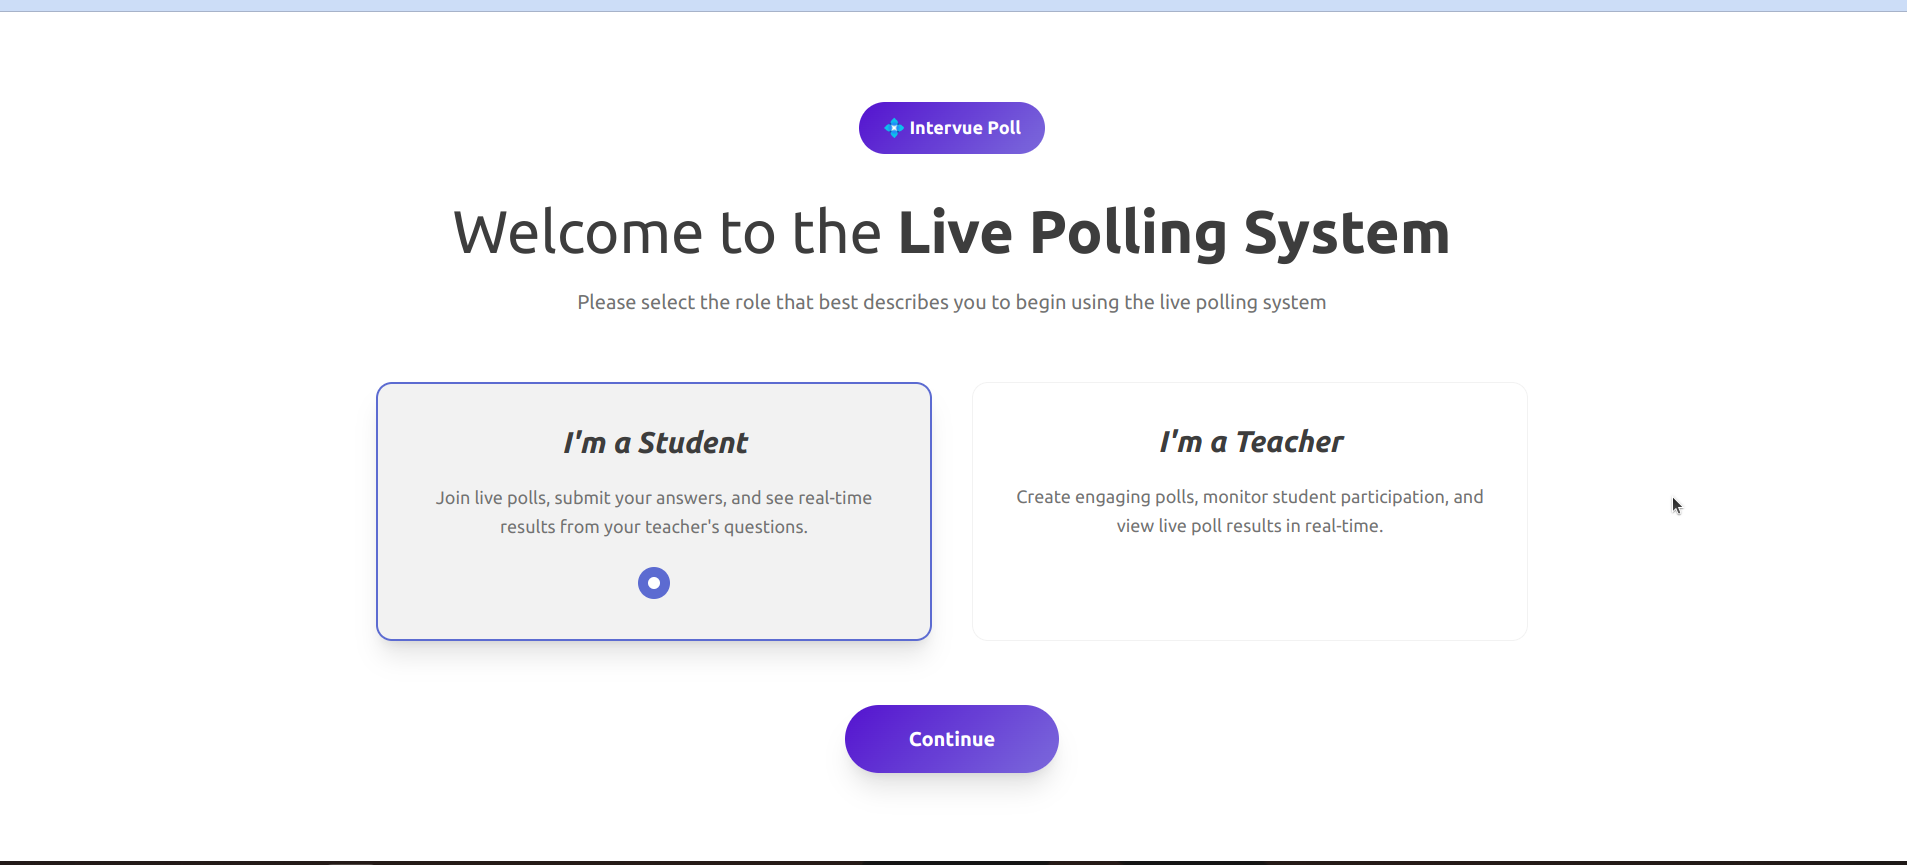 Intervue Poll
Welcome to the Live Polling System
Please select the role that best describes you to begin using the live polling system
I'm a Student
Join live polls, submit your answers, and see real-time
results from your teacher's questions.
I'm a Teacher
Create engaging polls, monitor student participation, and
view live poll results in real-time.
Continue